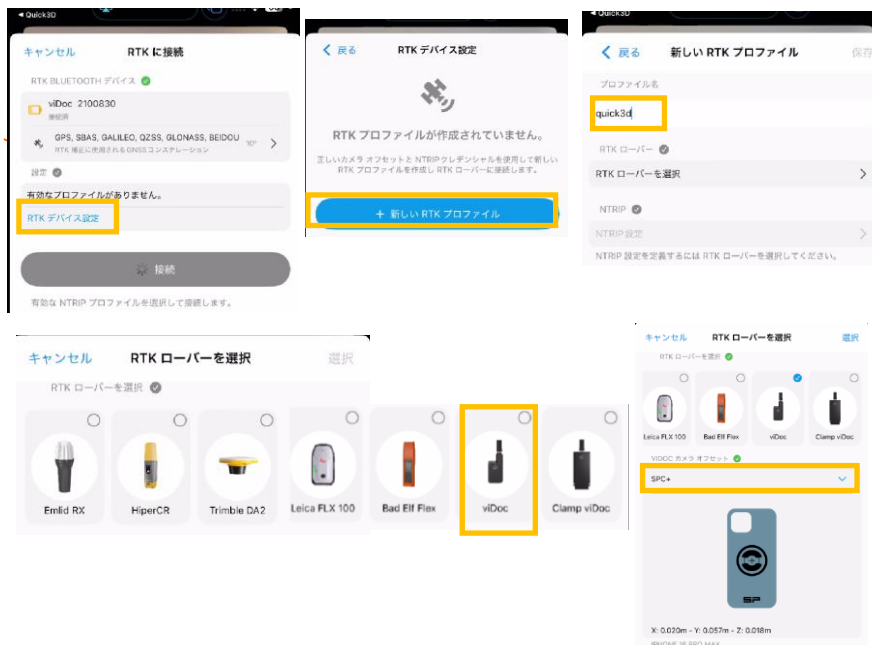 ◀ Quick3D
キャンセル RTK に接続
RTK BLUETOOTH デバイス
viDoc 2100830
接続済
GPS, SBAS, GALILEO, QZSS, GLONASS, BEIDOU 10°
RTK 補正に使用される GNSS コンステレーション
設定
有効なプロファイルがありません。
RTK デバイス設定
接続
有効な NTRIP プロファイルを選択して接続します。
戻る RTK デバイス設定
RTK プロファイルが作成されていません。
正しいカメラ オフセットと NTRIP クレデンシャルを使用して新しい
RTK プロファイルを作成し RTK ローバーに接続します。
+ 新しい RTK プロファイル
◀ Quick3D
戻る 新しい RTK プロファイル 保存
プロファイル名
quick3d
RTK ローバー
RTK ローバーを選択
NTRIP
NTRIP 設定
NTRIP 設定を定義するには RTK ローバーを選択してください。
キャンセル RTK ローバーを選択 選択
RTK ローバーを選択
Emlid RX HiperCR Trimble DA2 Leica FLX 100 Bad Elf Flex viDoc Clamp viDoc
キャンセル RTK ローバーを選択 選択
RTK ローバーを選択
Leica FLX 100 Bad Elf Flex viDoc Clamp viDoc
VIDOC カメラ オフセット
SPC+
SP
X: 0.020m - Y: 0.057m - Z: 0.018m
PRO MAX